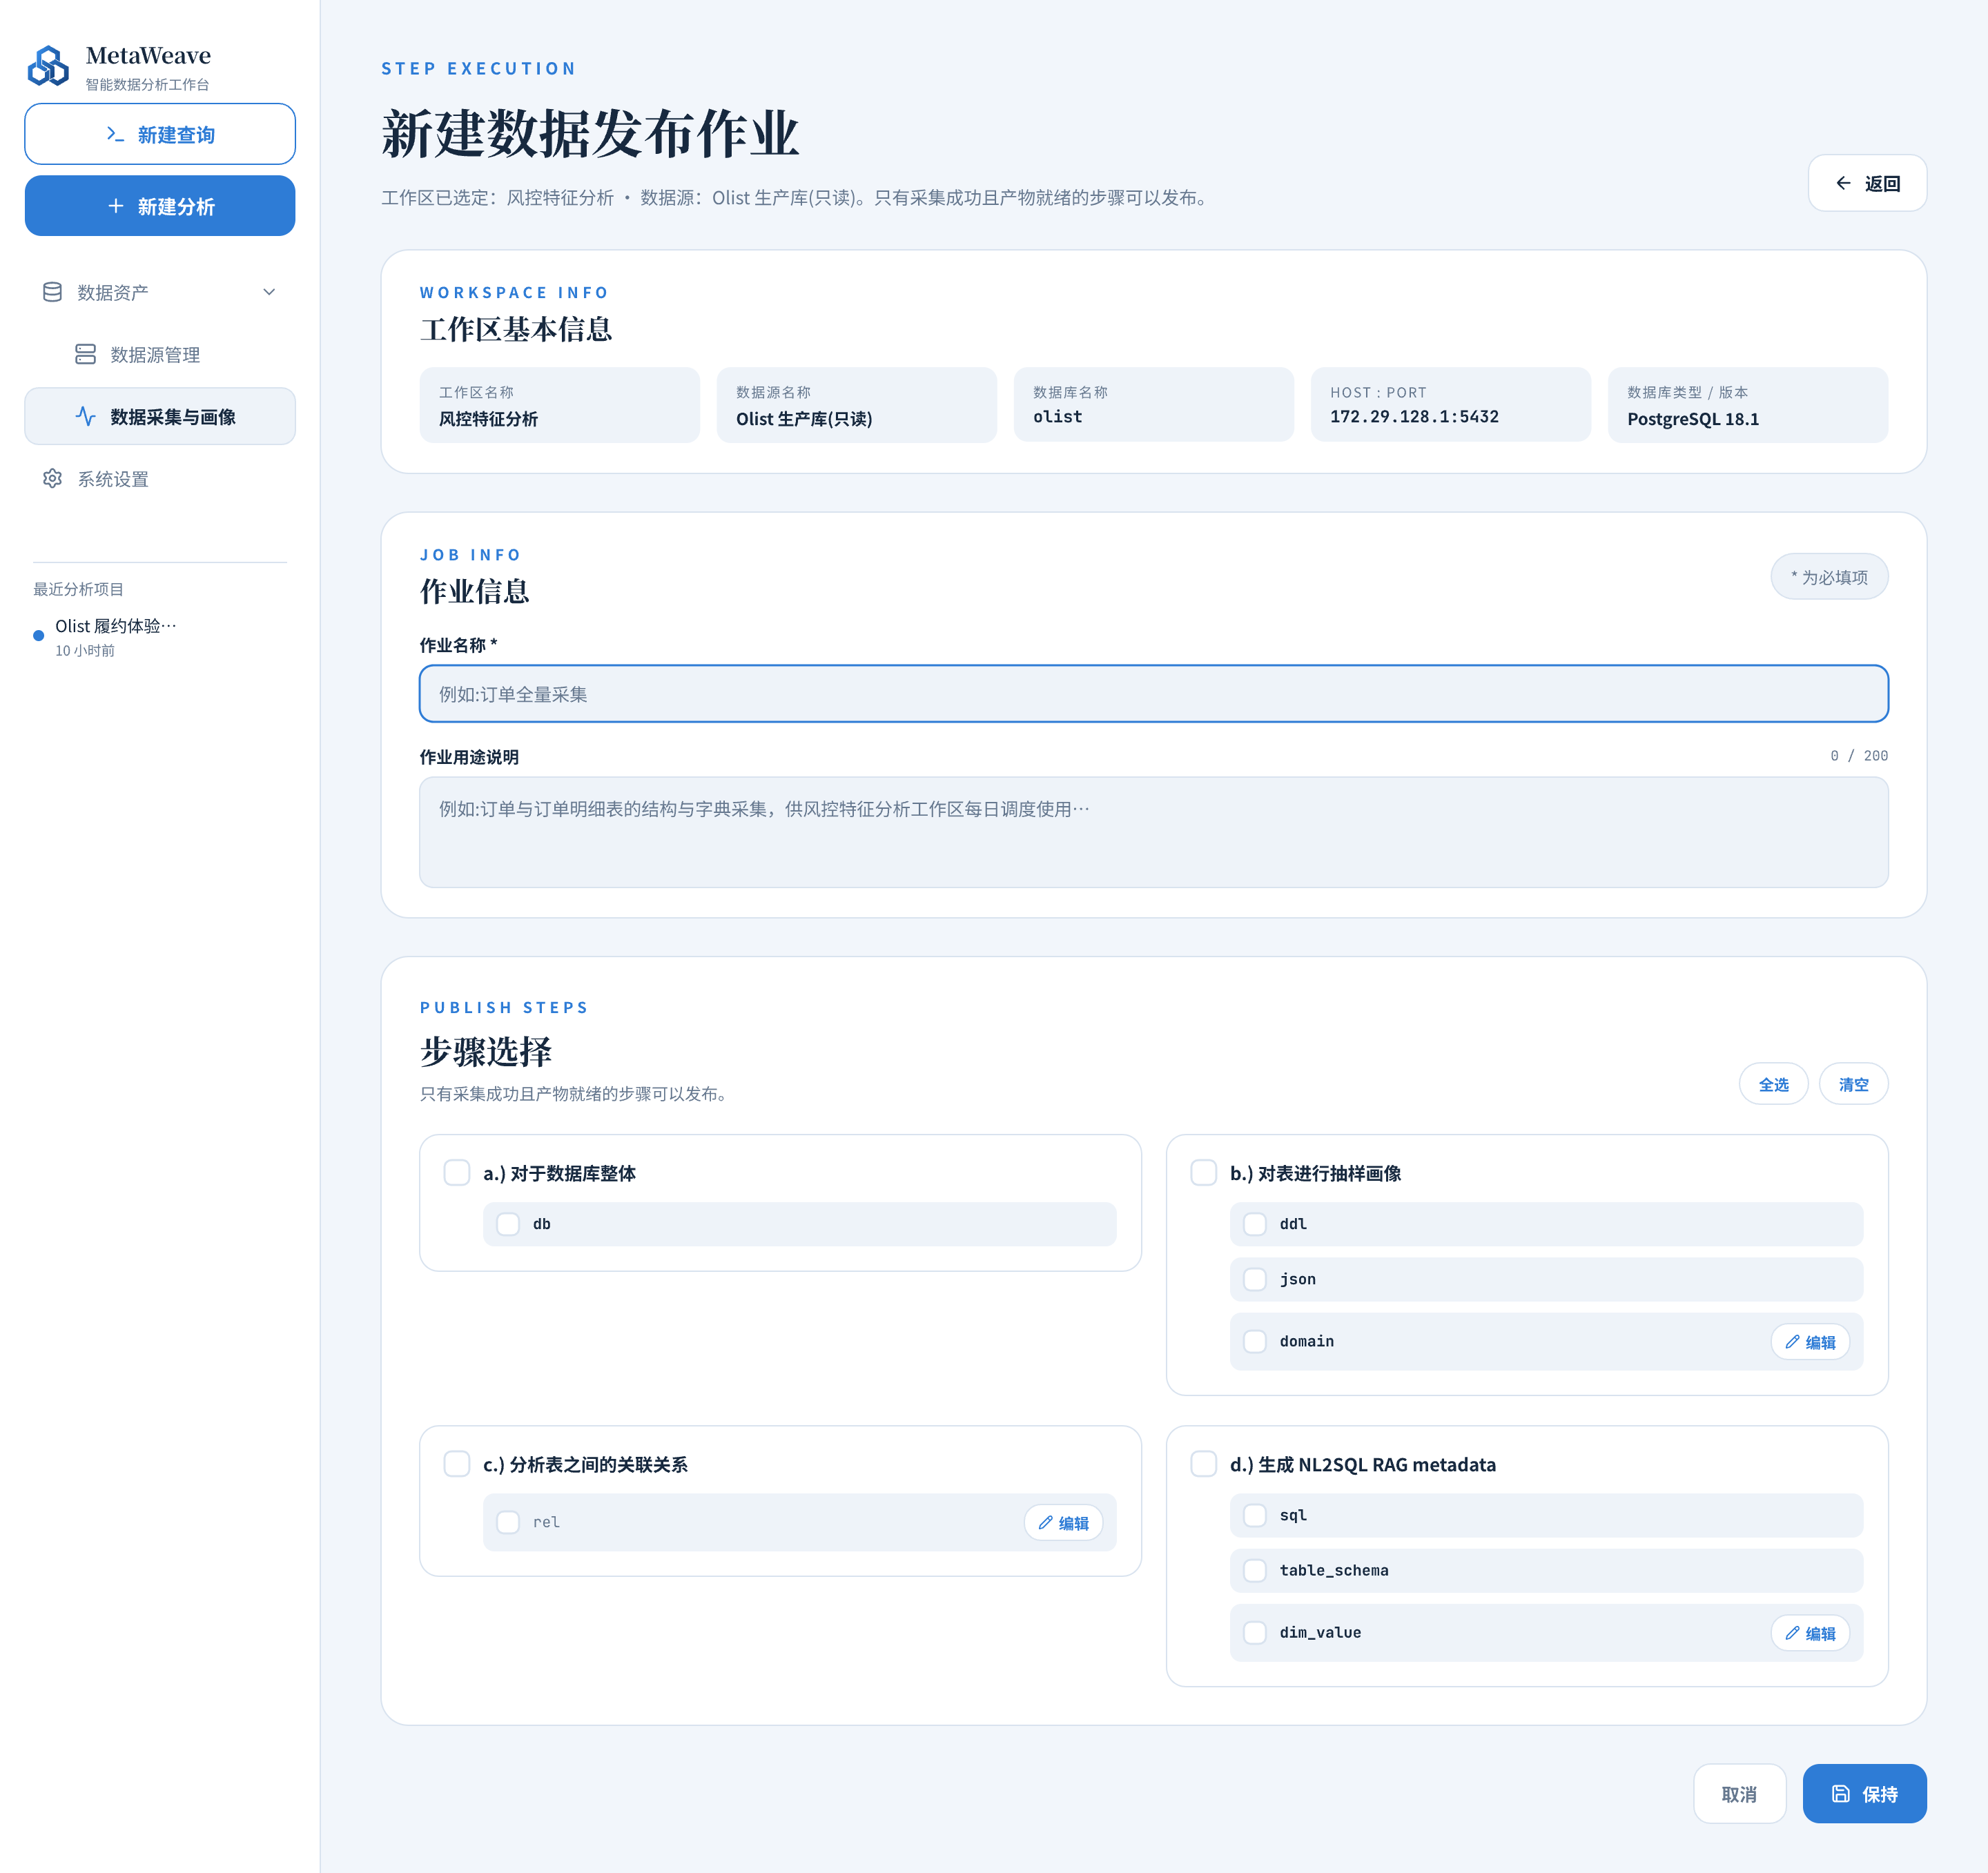 MetaWeave
智能数据分析工作台
新建查询
新建分析
数据资产
数据源管理
数据采集与画像
系统设置
最近分析项目
Olist 履约体验…
10 小时前
STEP EXECUTION
新建数据发布作业
工作区已选定：风控特征分析 • 数据源：Olist 生产库(只读)。只有采集成功且产物就绪的步骤可以发布。
返回
WORKSPACE INFO
工作区基本信息
工作区名称
风控特征分析
数据源名称
Olist 生产库(只读)
数据库名称
olist
HOST : PORT
172.29.128.1:5432
数据库类型 / 版本
PostgreSQL 18.1
JOB INFO
作业信息
* 为必填项
作业名称 *
例如:订单全量采集
作业用途说明
0 / 200
例如:订单与订单明细表的结构与字典采集，供风控特征分析工作区每日调度使用…
PUBLISH STEPS
步骤选择
只有采集成功且产物就绪的步骤可以发布。
全选
清空
a.) 对于数据库整体
db
b.) 对表进行抽样画像
ddl
json
domain
编辑
c.) 分析表之间的关联关系
rel
编辑
d.) 生成 NL2SQL RAG metadata
sql
table_schema
dim_value
编辑
取消
保持